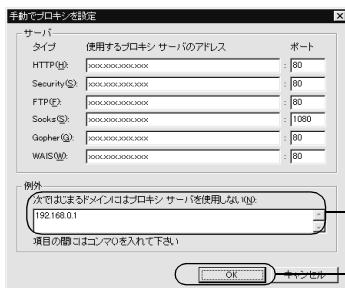 手動でプロキシを設定
サーバ
タイプ 使用するプロキシ サーバのアドレス ポート
HTTP(H): xxx.xxx.xxx.xxx : 80
Security(S): xxx.xxx.xxx.xxx : 80
FTP(F): xxx.xxx.xxx.xxx : 80
Socks(S): xxx.xxx.xxx.xxx : 1080
Gopher(G): xxx.xxx.xxx.xxx : 80
WAIS(W): xxx.xxx.xxx.xxx : 80
例外
次ではじまるドメインにはプロキシ サーバを使用しない(N):
192.168.0.1
項目の間にはコンマ(,)を入れて下さい
OK キャンセル